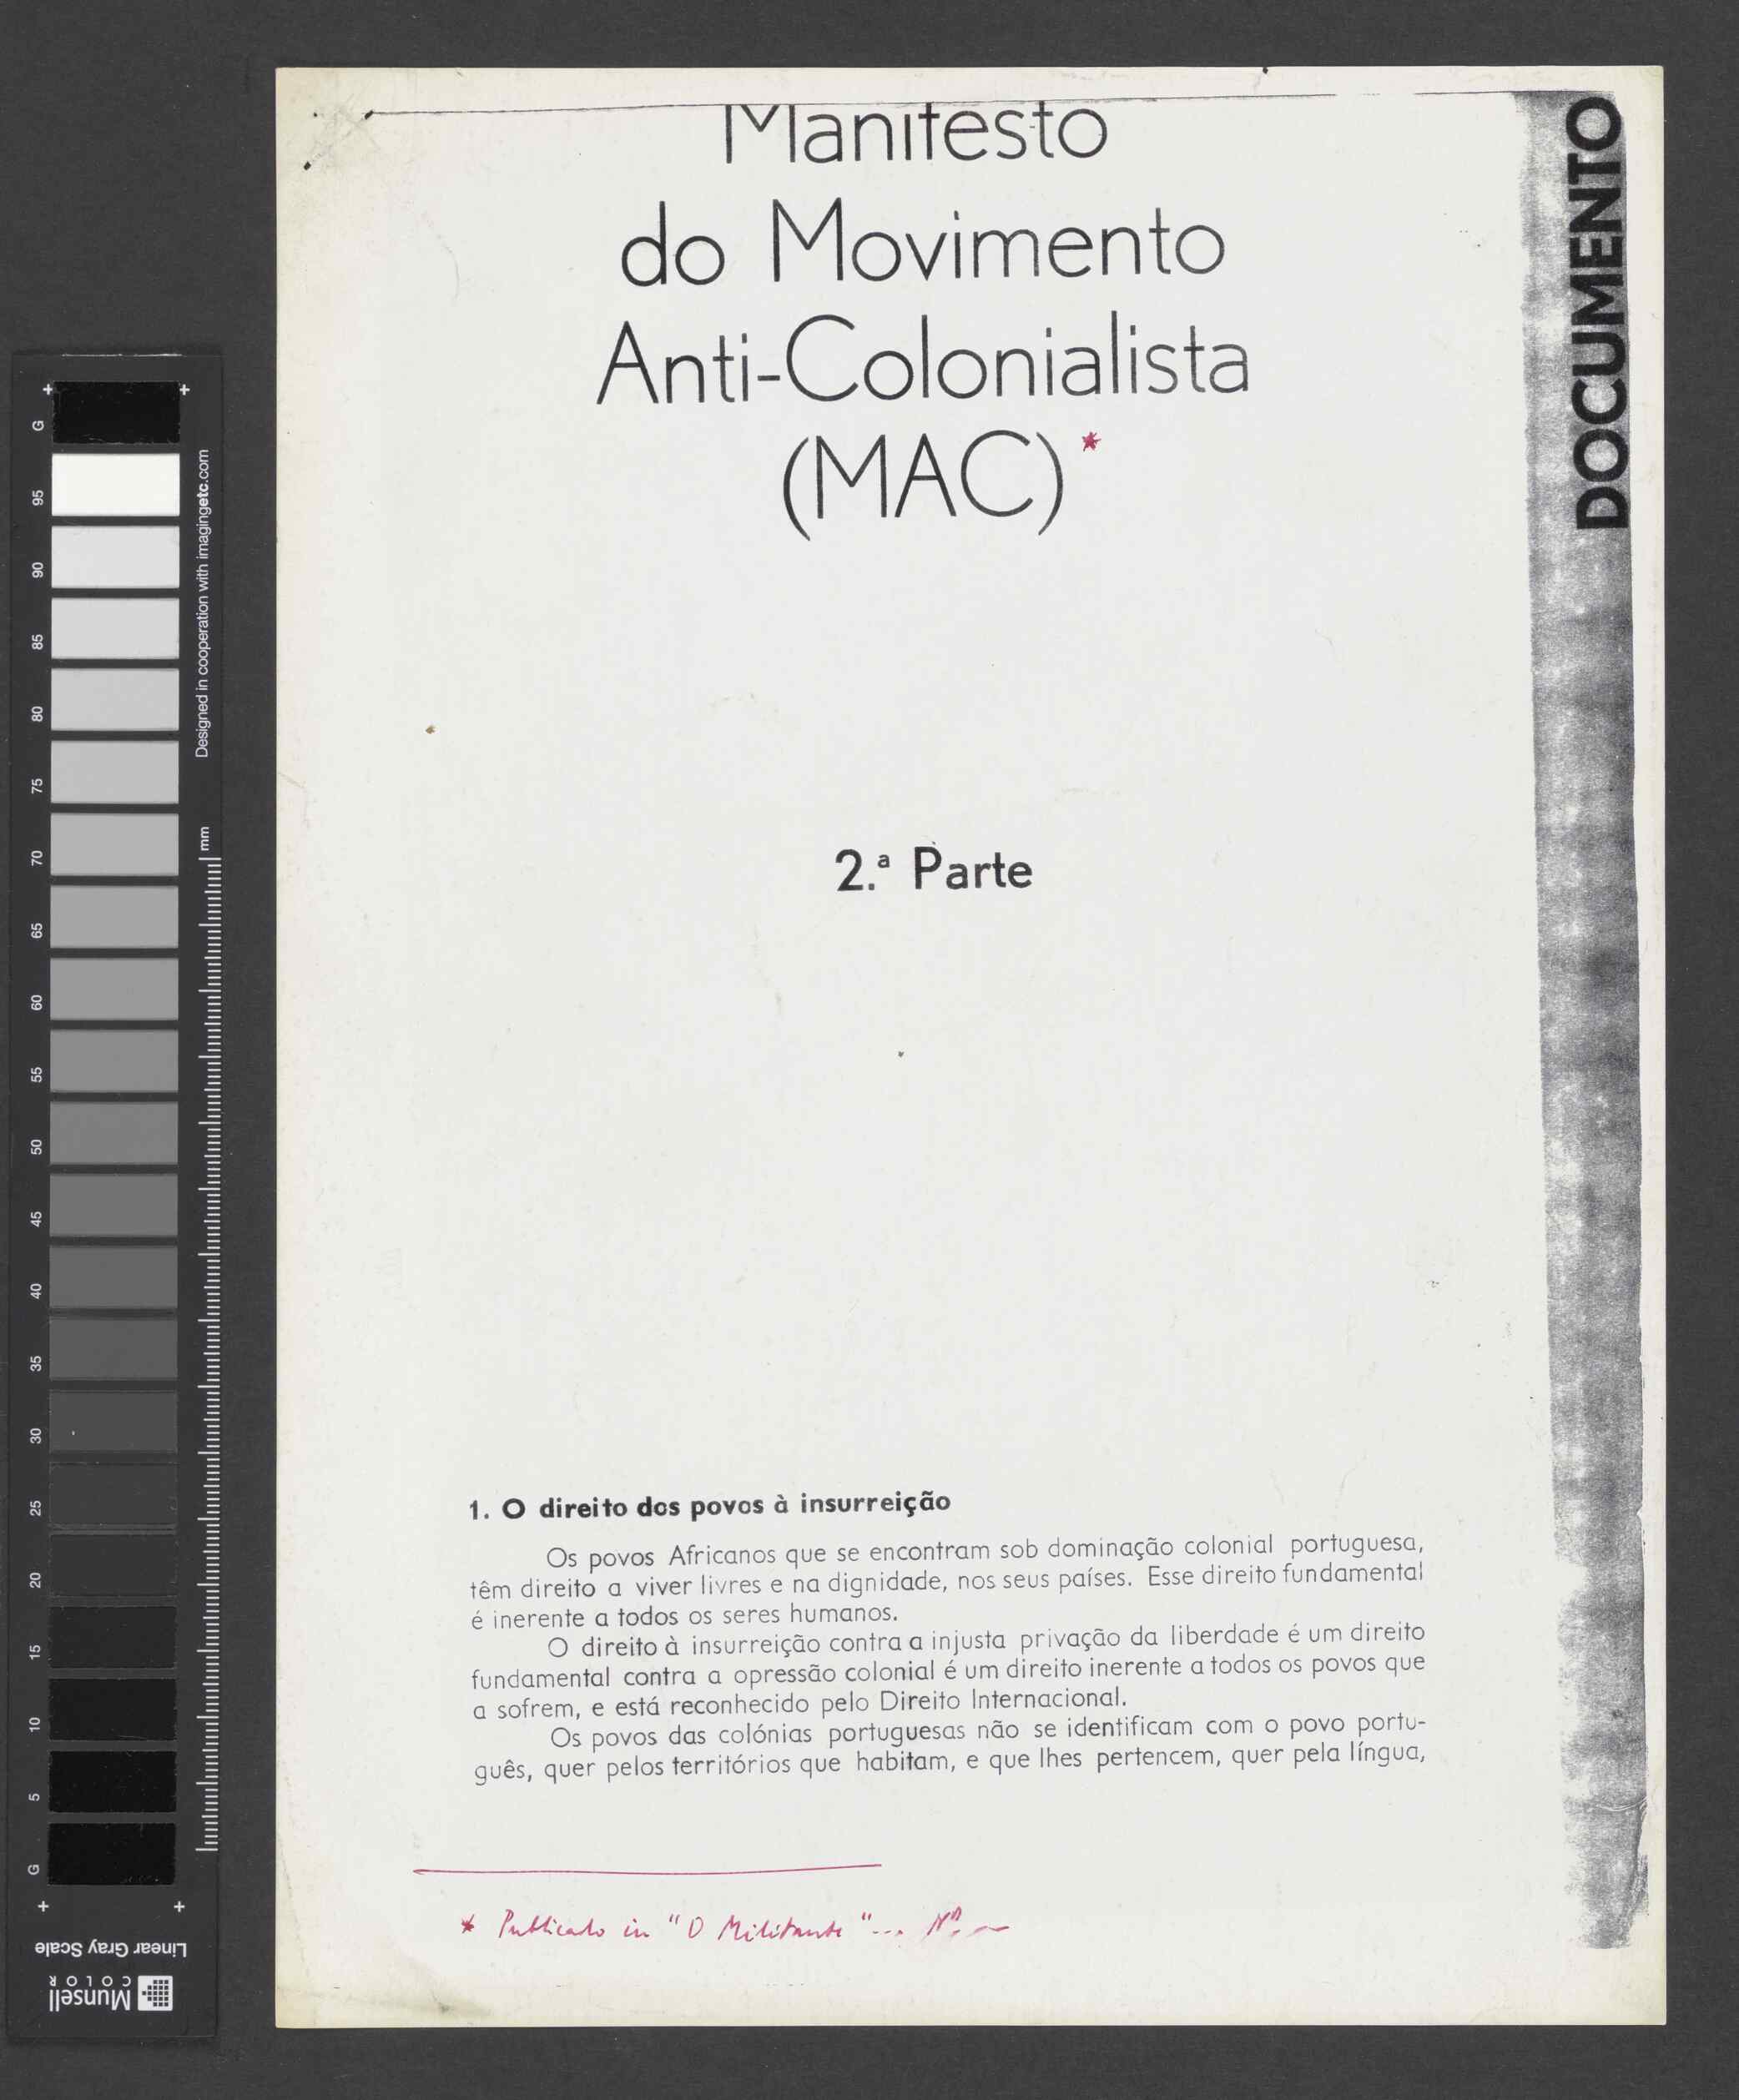 Manifesto
do Movimento
Anti-Colonialista
(MAC)*
DOCUMENTO
2.ª Parte
1. O direito dos povos à insurreição
Os povos Africanos que se encontram sob dominação colonial portuguesa,
têm direito a viver livres e na dignidade, nos seus países. Esse direito fundamental
é inerente a todos os seres humanos.
O direito à insurreição contra a injusta privação da liberdade é um direito
fundamental contra a opressão colonial é um direito inerente a todos os povos que
a sofrem, e está reconhecido pelo Direito Internacional.
Os povos das colónias portuguesas não se identificam com o povo portu-
guês, quer pelos territórios que habitam, e que lhes pertencem, quer pela língua,
* Publicado in "O Militante"... Nº.
G
95
90
85
80
75
70
65
60
55
50
45
40
35
30
25
20
15
10
5
G
mm
Designed in cooperation with imagingetc.com
Linear Gray Scale
Munsell
COLOR